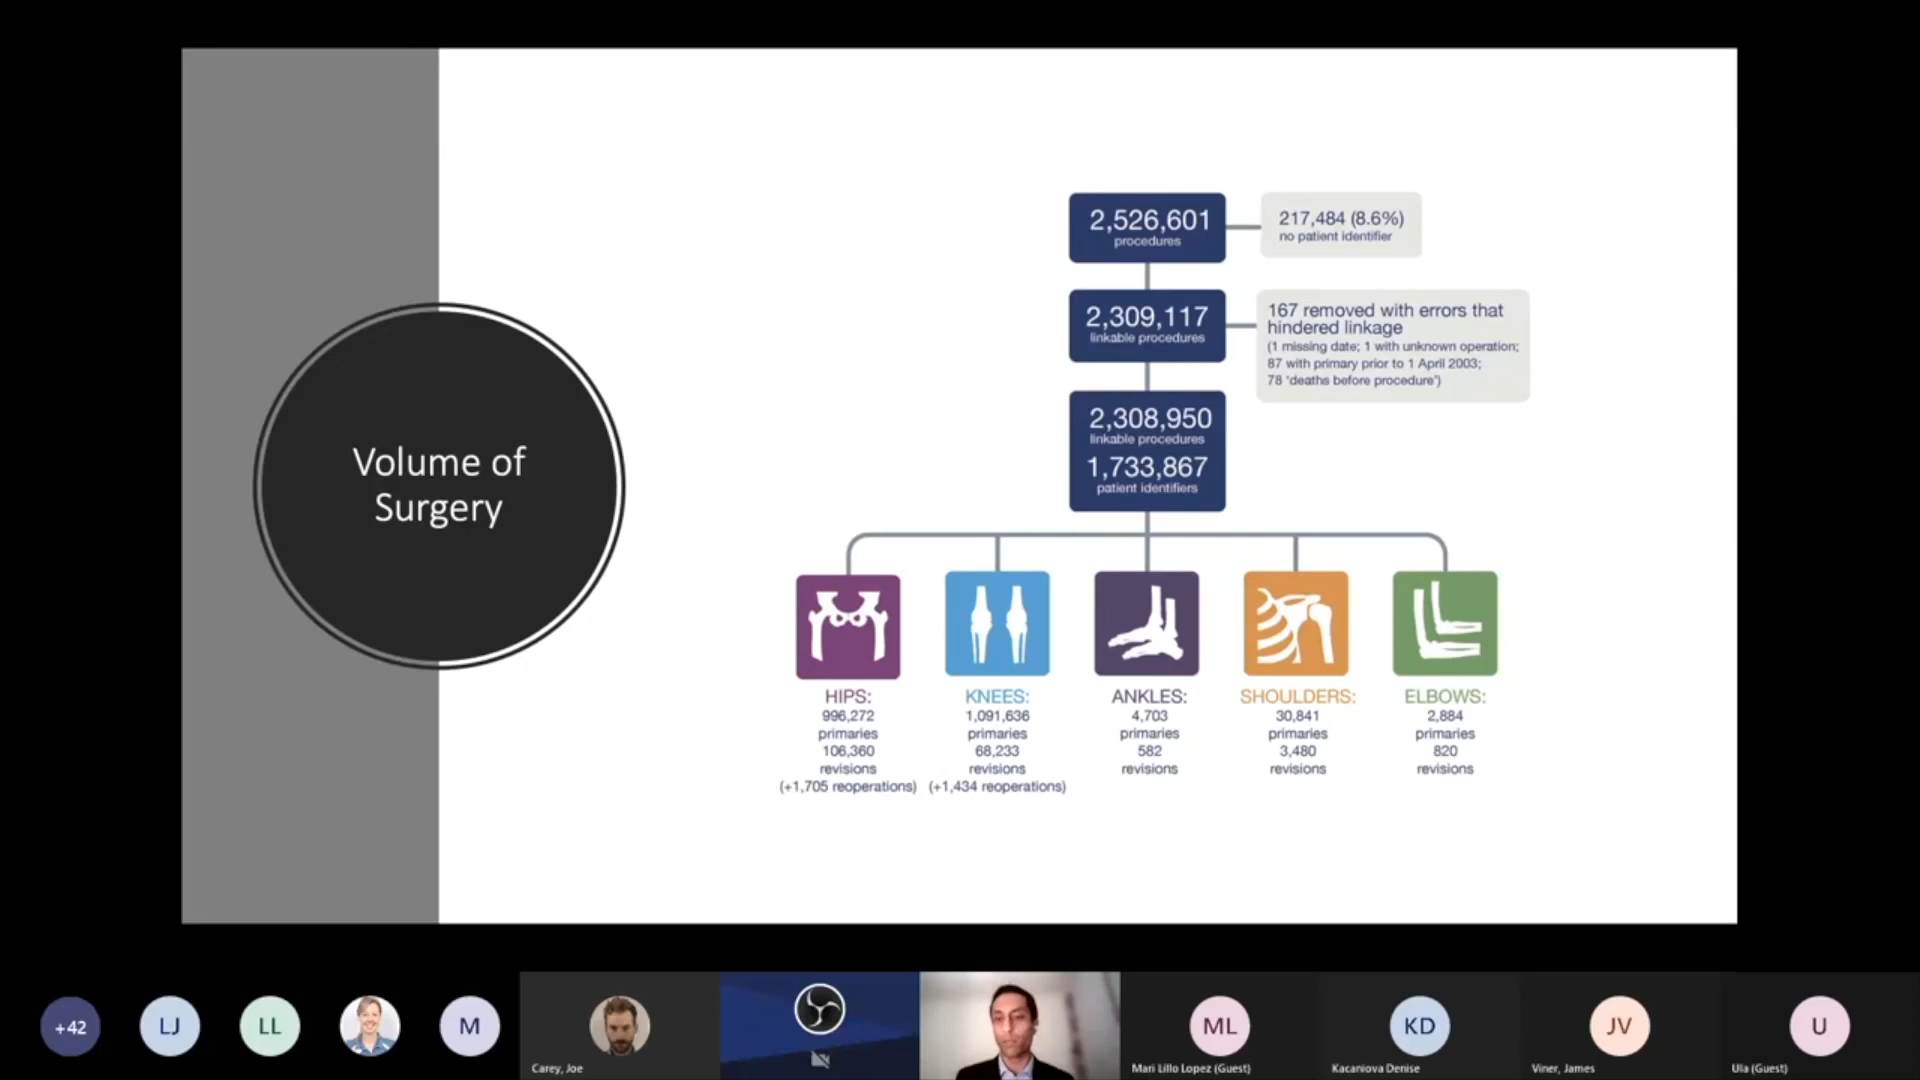 Volume of
Surgery
2,526,601
procedures
217,484 (8.6%)
no patient identifier
2,309,117
linkable procedures
167 removed with errors that
hindered linkage
(1 missing date; 1 with unknown operation;
87 with primary prior to 1 April 2003;
78 'deaths before procedure')
2,308,950
linkable procedures
1,733,867
patient identifiers
HIPS:
996,272
primaries
106,360
revisions
(+1,705 reoperations)
KNEES:
1,091,636
primaries
68,233
revisions
(+1,434 reoperations)
ANKLES:
4,703
primaries
582
revisions
SHOULDERS:
30,841
primaries
3,480
revisions
ELBOWS:
2,884
primaries
820
revisions
+42
LJ
LL
M
Carey, Joe
ML
Mari Lillo Lopez (Guest)
KD
Kacaniova Denise
JV
Viner, James
U
Ula (Guest)